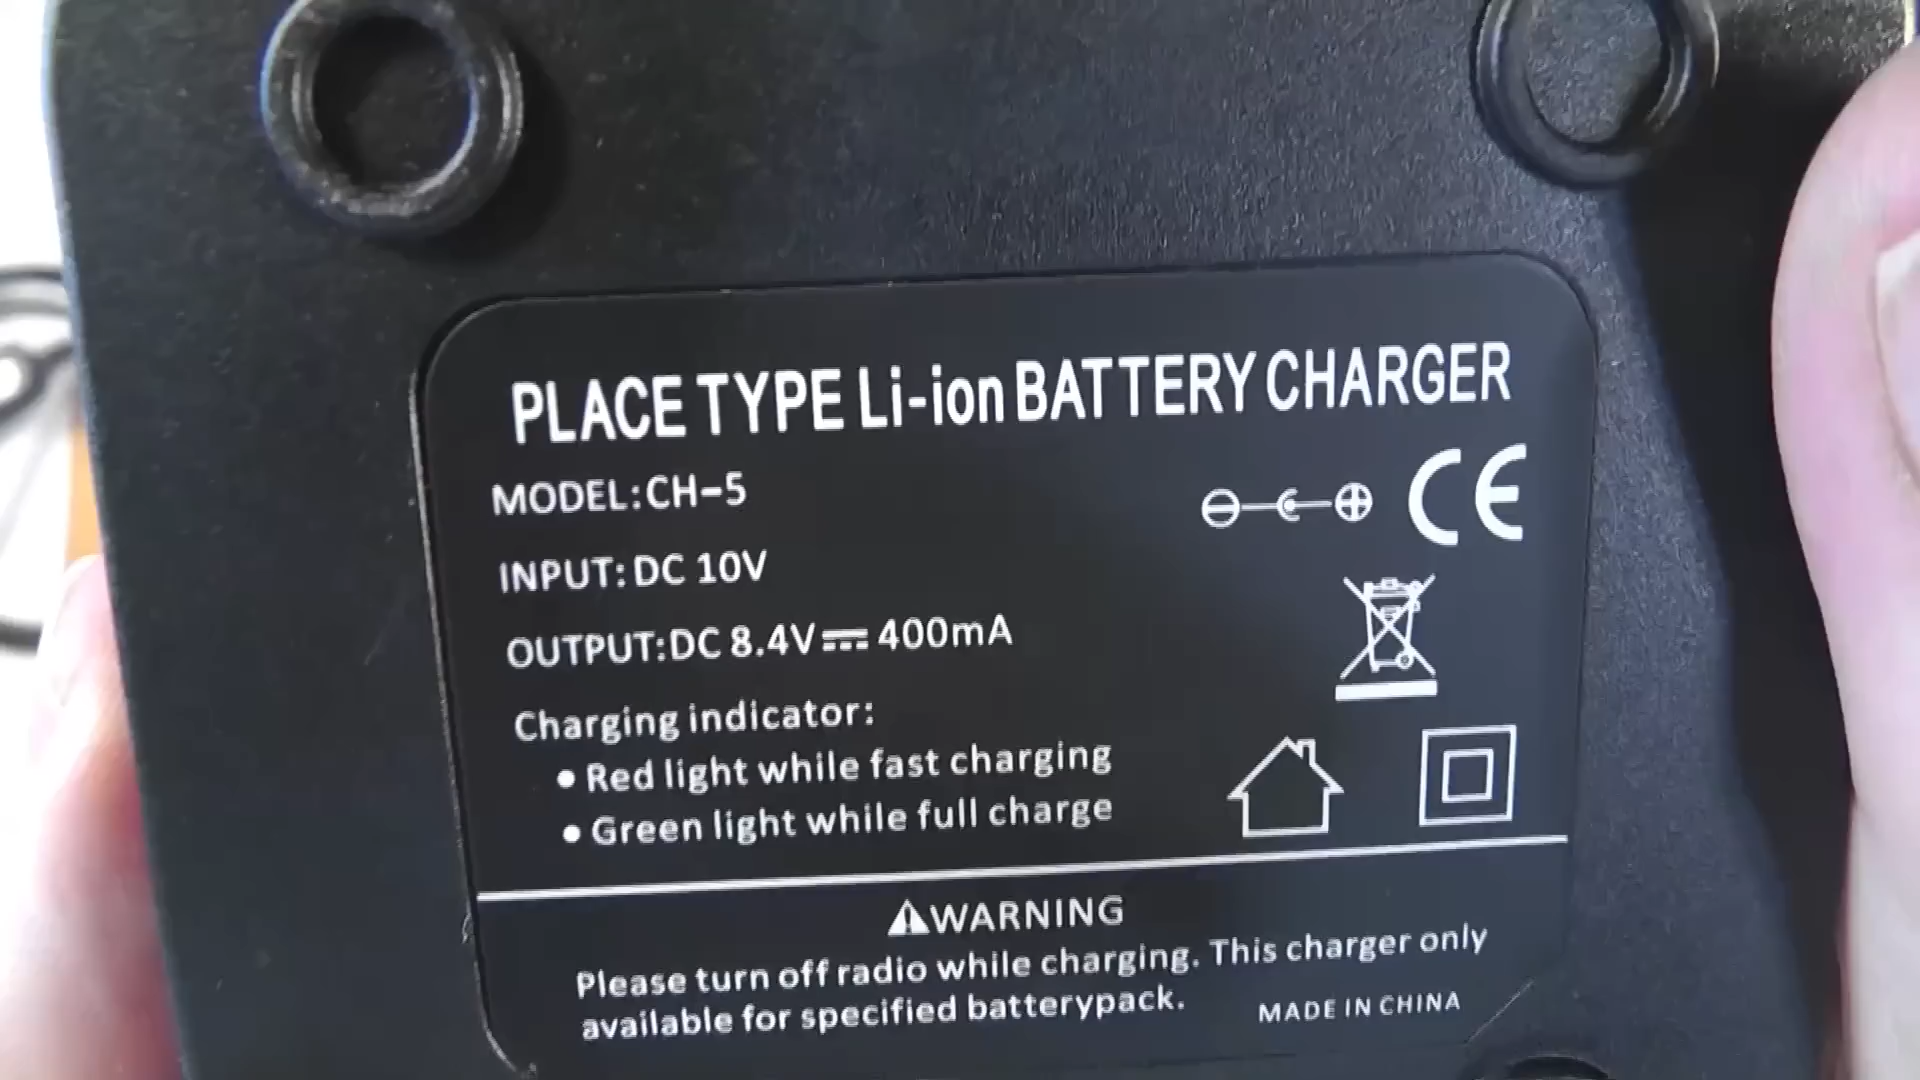 PLACE TYPE Li-ion BATTERY CHARGER
MODEL: CH-5
CE
INPUT: DC 10V
OUTPUT: DC 8.4V⎓400mA
Charging indicator:
• Red light while fast charging
• Green light while full charge
⚠WARNING
Please turn off radio while charging. This charger only
available for specified batterypack.
MADE IN CHINA